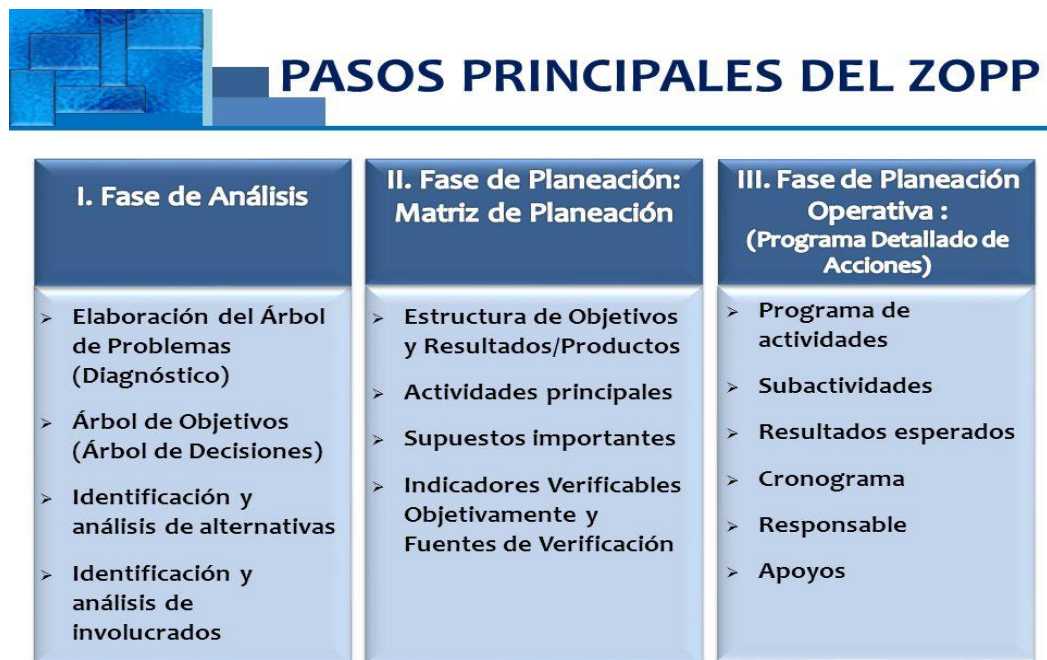 PASOS PRINCIPALES DEL ZOPP
I. Fase de Análisis
Elaboración del Árbol
de Problemas
(Diagnóstico)
Árbol de Objetivos
(Árbol de Decisiones)
Identificación y
análisis de alternativas
Identificación y
análisis de
involucrados
II. Fase de Planeación:
Matriz de Planeación
Estructura de Objetivos
y Resultados/Productos
Actividades principales
Supuestos importantes
Indicadores Verificables
Objetivamente y
Fuentes de Verificación
III. Fase de Planeación
Operativa :
(Programa Detallado de
Acciones)
Programa de
actividades
Subactividades
Resultados esperados
Cronograma
Responsable
Apoyos